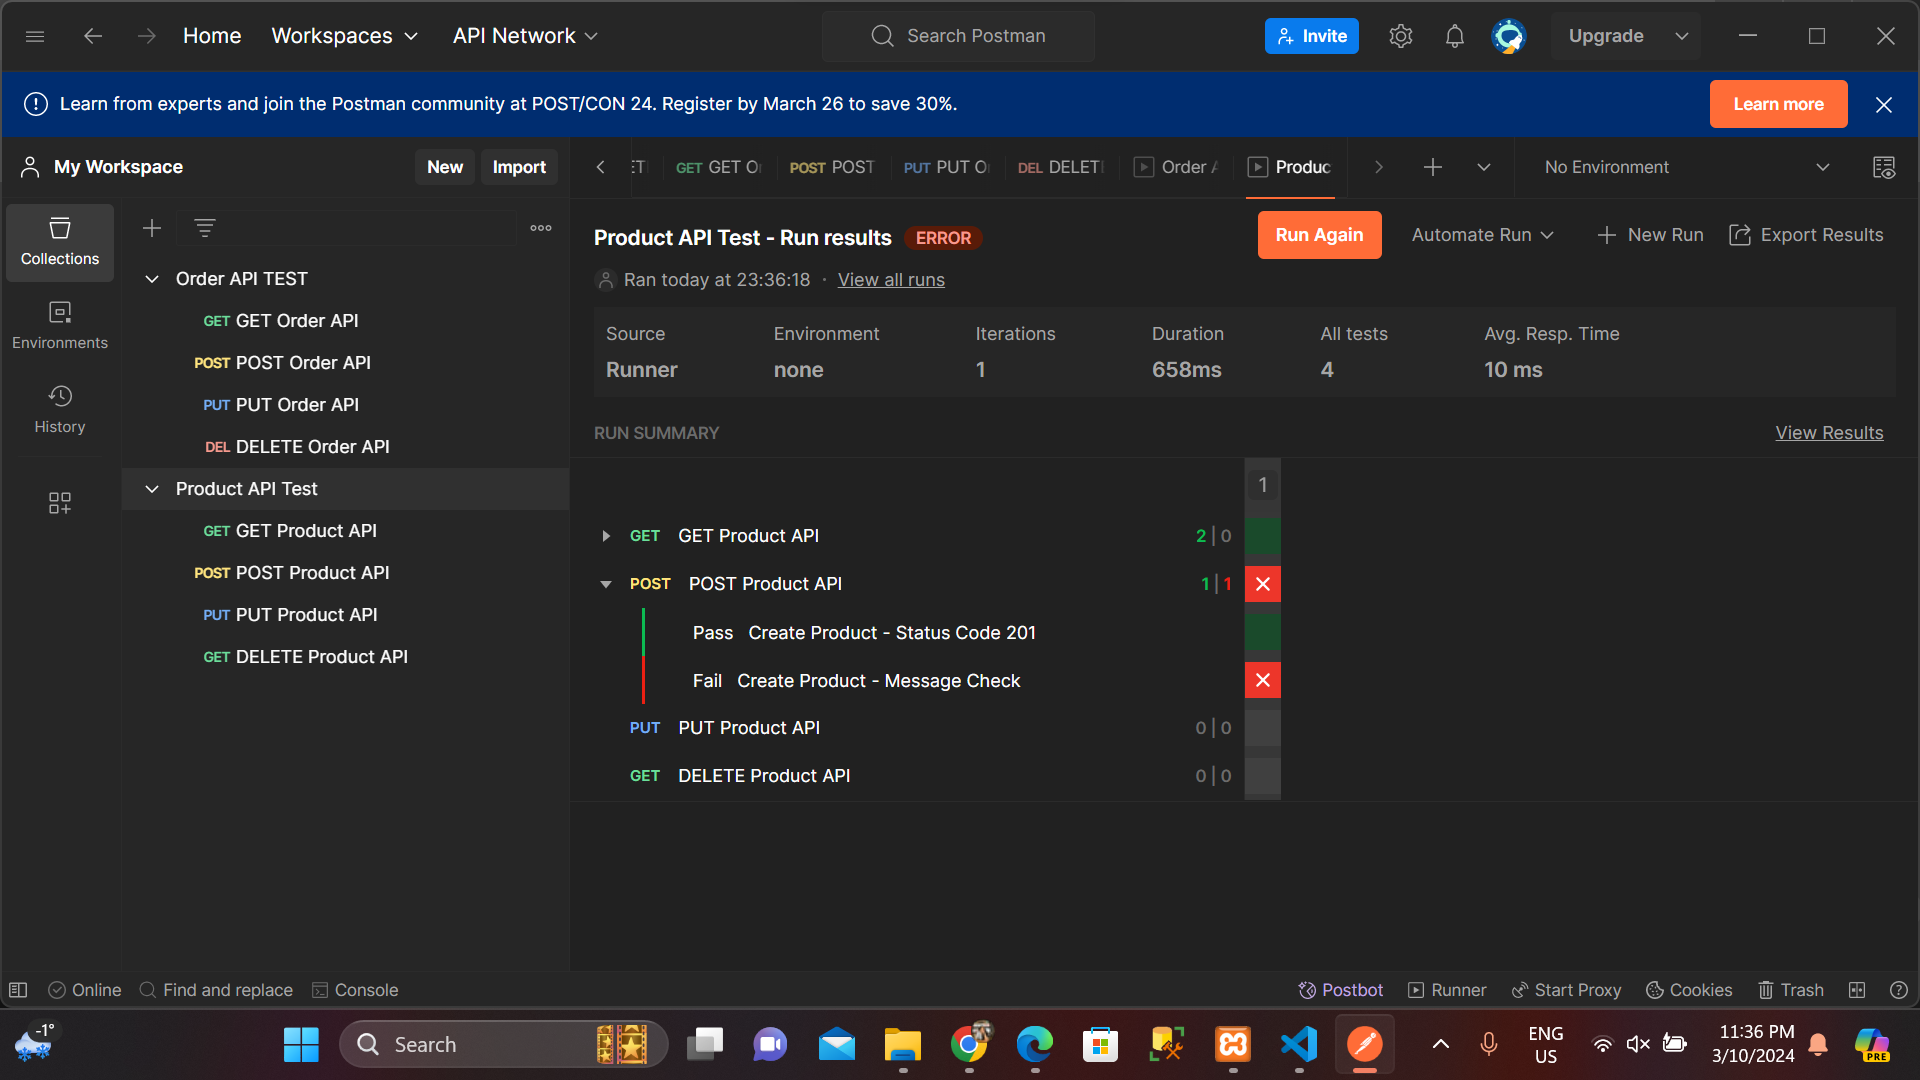 Home
Workspaces
API Network
Search Postman
Invite
Upgrade
Learn from experts and join the Postman community at POST/CON 24. Register by March 26 to save 30%.
Learn more
My Workspace
New
Import
GET GET O
POST POST
PUT PUT O
DEL DELET
Order A
Produc
No Environment
Collections
Environments
History
Order API TEST
GET GET Order API
POST POST Order API
PUT PUT Order API
DEL DELETE Order API
Product API Test
GET GET Product API
POST POST Product API
PUT PUT Product API
GET DELETE Product API
Product API Test - Run results ERROR
Run Again
Automate Run
New Run
Export Results
Ran today at 23:36:18 · View all runs
Source Environment Iterations Duration All tests Avg. Resp. Time
Runner none 1 658ms 4 10 ms
RUN SUMMARY
View Results
1
GET GET Product API 2 | 0
POST POST Product API 1 | 1
Pass Create Product - Status Code 201
Fail Create Product - Message Check
PUT PUT Product API 0 | 0
GET DELETE Product API 0 | 0
Online
Find and replace
Console
Postbot
Runner
Start Proxy
Cookies
Trash
-1°
Search
ENG
US
11:36 PM
3/10/2024
PRE